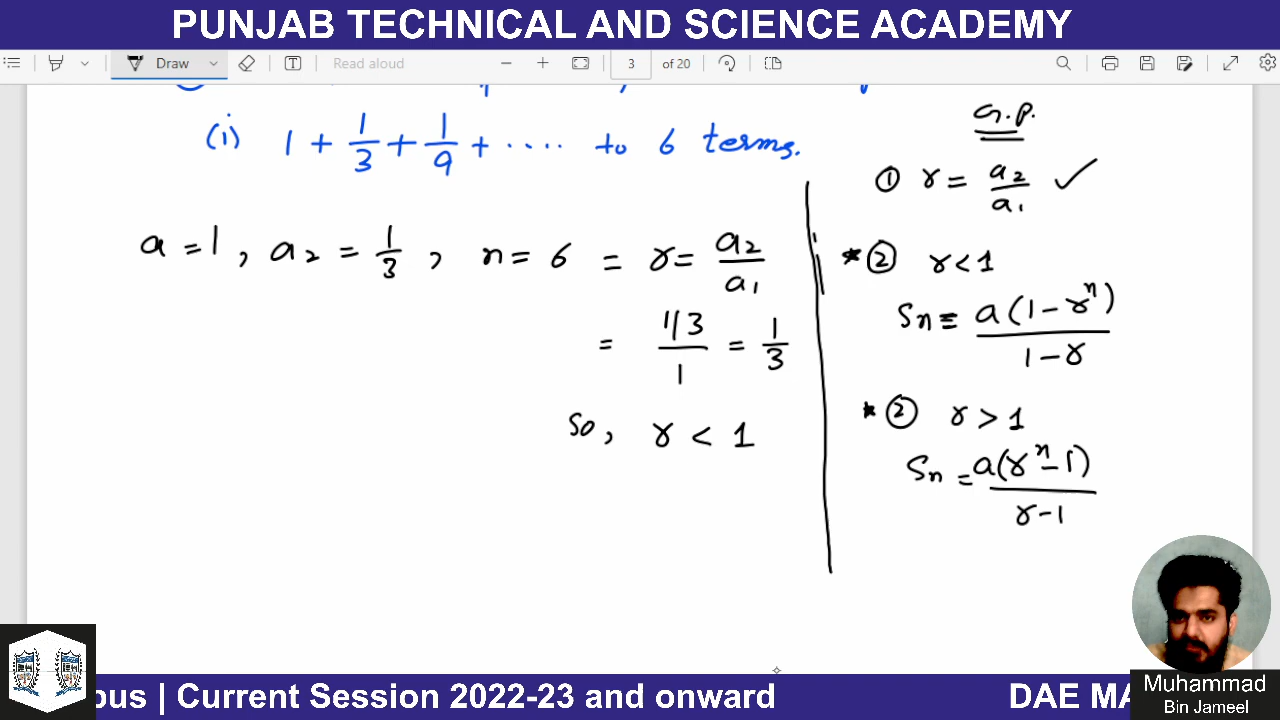 PUNJAB TECHNICAL AND SCIENCE ACADEMY
Draw
Read aloud
3 of 20
(i) 1 + 1/3 + 1/9 + .... to 6 terms.
a = 1, a2 = 1/3, n = 6 = r = a2/a1
= 1/3 / 1 = 1/3
So, r < 1
G.P.
① r = a2/a1 ✓
* ② r < 1
Sn = a(1 - r^n) / 1 - r
* ② r > 1
Sn = a(r^n - 1) / r - 1
Muhammad
Bin Jameel
pus | Current Session 2022-23 and onward
DAE MA